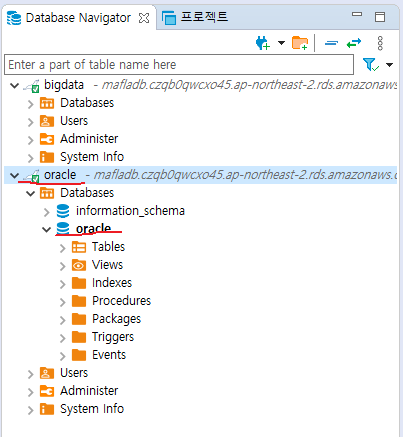 Database Navigator 프로젝트
Enter a part of table name here
bigdata - mafladb.czqb0qwcxo45.ap-northeast-2.rds.amazonaws.
Databases
Users
Administer
System Info
oracle - mafladb.czqb0qwcxo45.ap-northeast-2.rds.amazonaws.c
Databases
information_schema
oracle
Tables
Views
Indexes
Procedures
Packages
Triggers
Events
Users
Administer
System Info